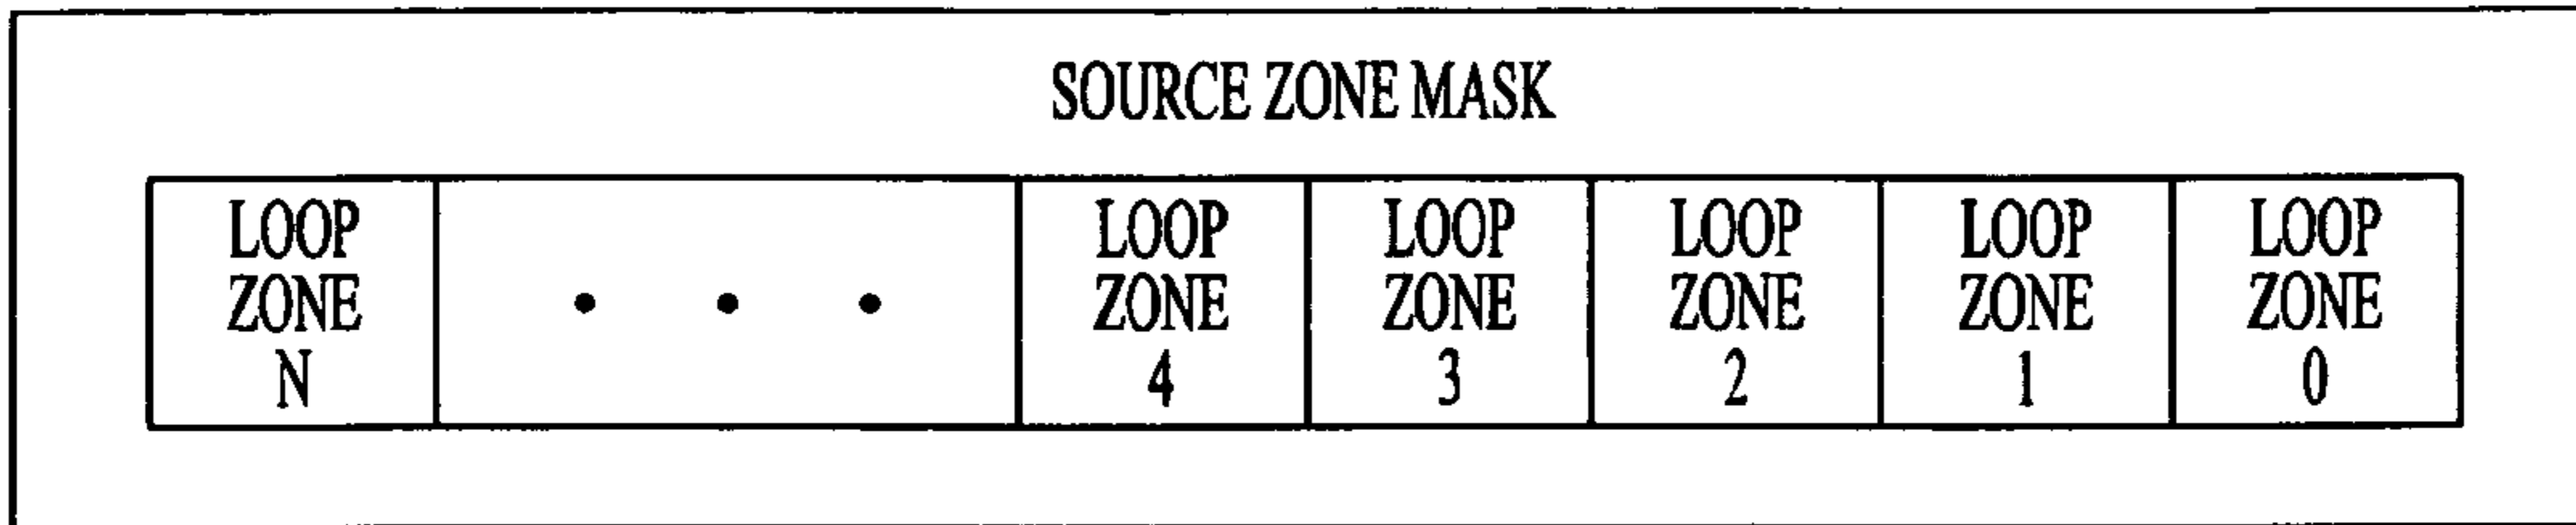 SOURCE ZONE MASK
LOOP ZONE N
• • •
LOOP ZONE 4
LOOP ZONE 3
LOOP ZONE 2
LOOP ZONE 1
LOOP ZONE 0